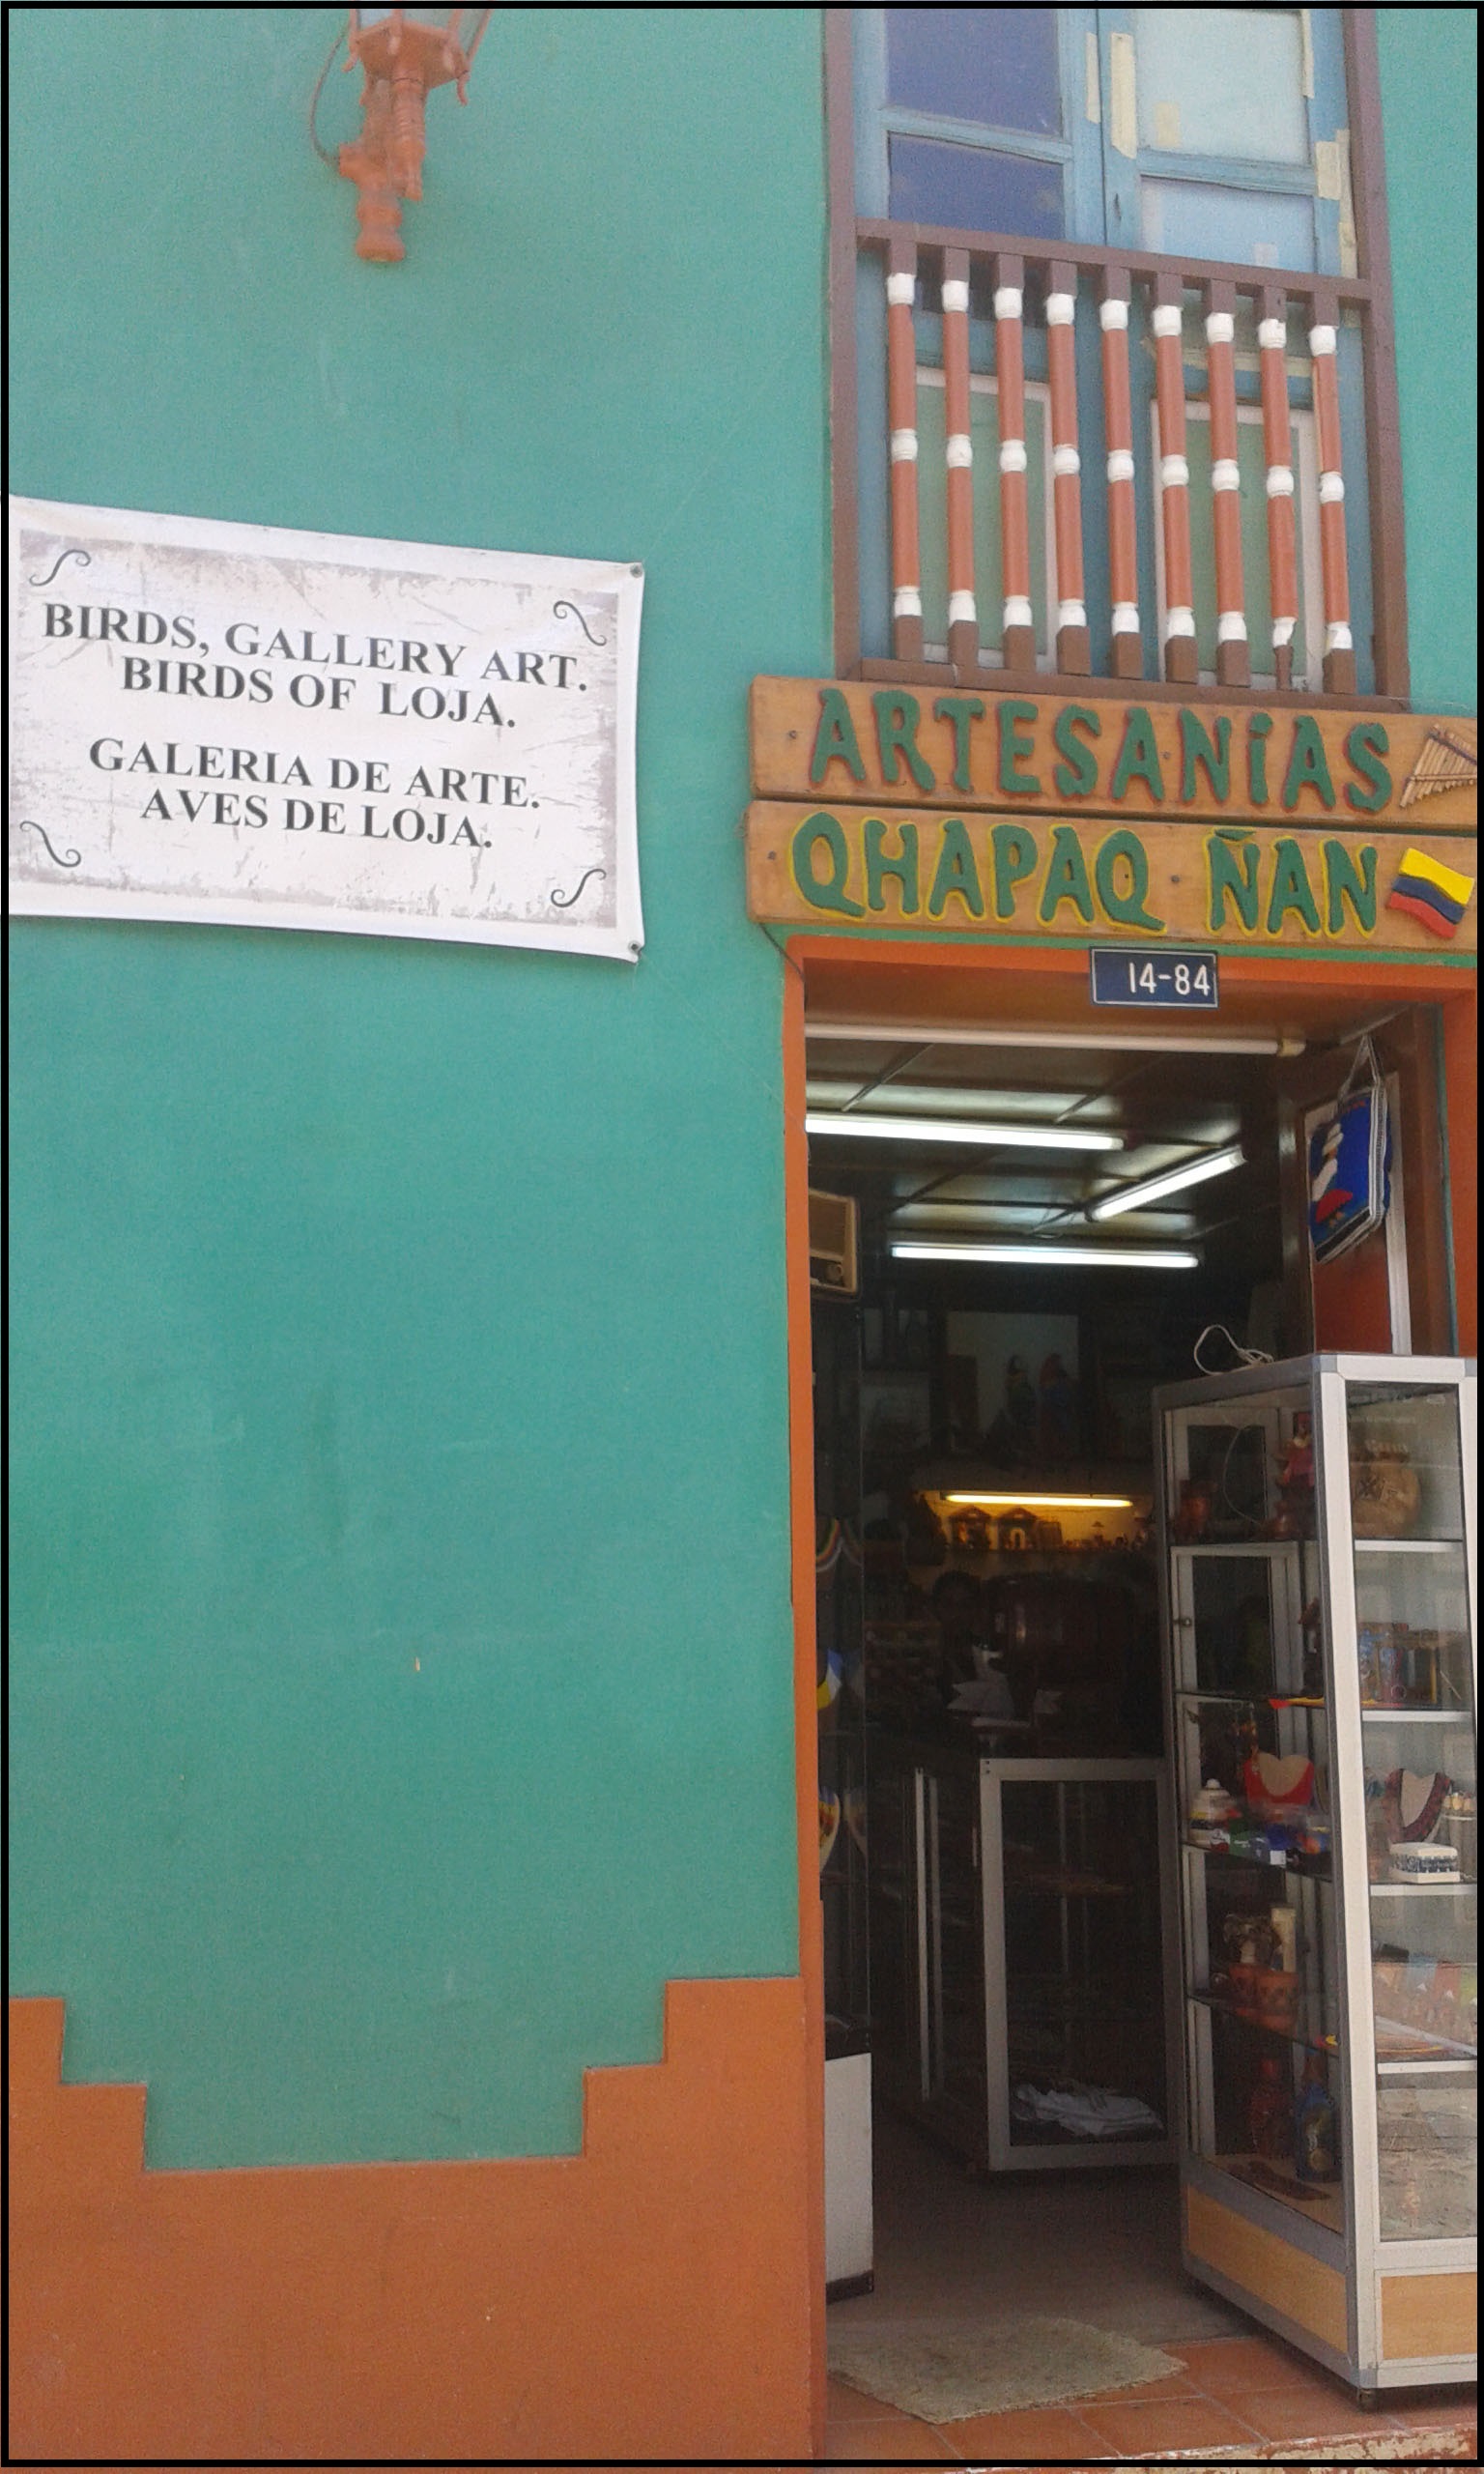 BIRDS, GALLERY ART.
BIRDS OF LOJA.
GALERIA DE ARTE.
AVES DE LOJA.
ARTESANiAS
QHAPAQ ÑAN
14-84